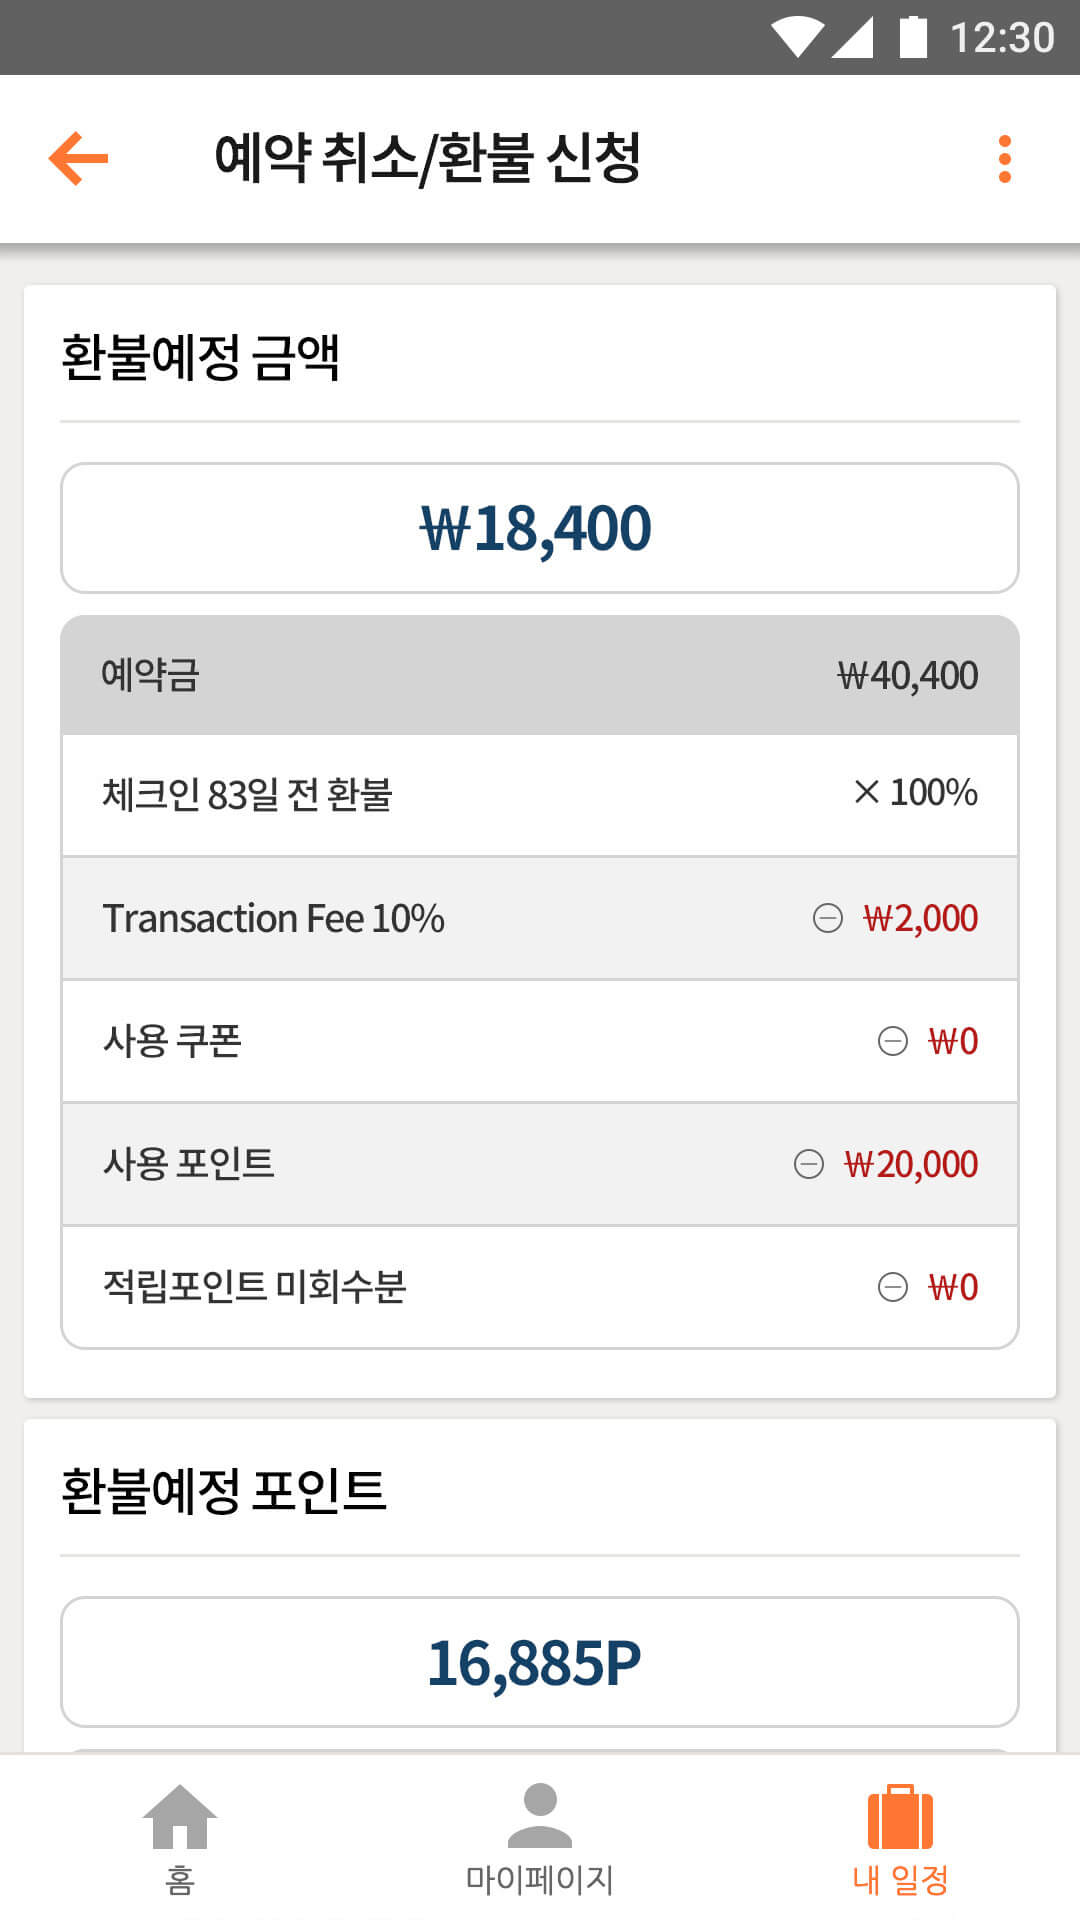 12:30
예약 취소/환불 신청
환불예정 금액
₩18,400
예약금 ₩40,400
체크인 83일 전 환불 × 100%
Transaction Fee 10% ⊖ ₩2,000
사용 쿠폰 ⊖ ₩0
사용 포인트 ⊖ ₩20,000
적립포인트 미회수분 ⊖ ₩0
환불예정 포인트
16,885P
홈 마이페이지 내 일정